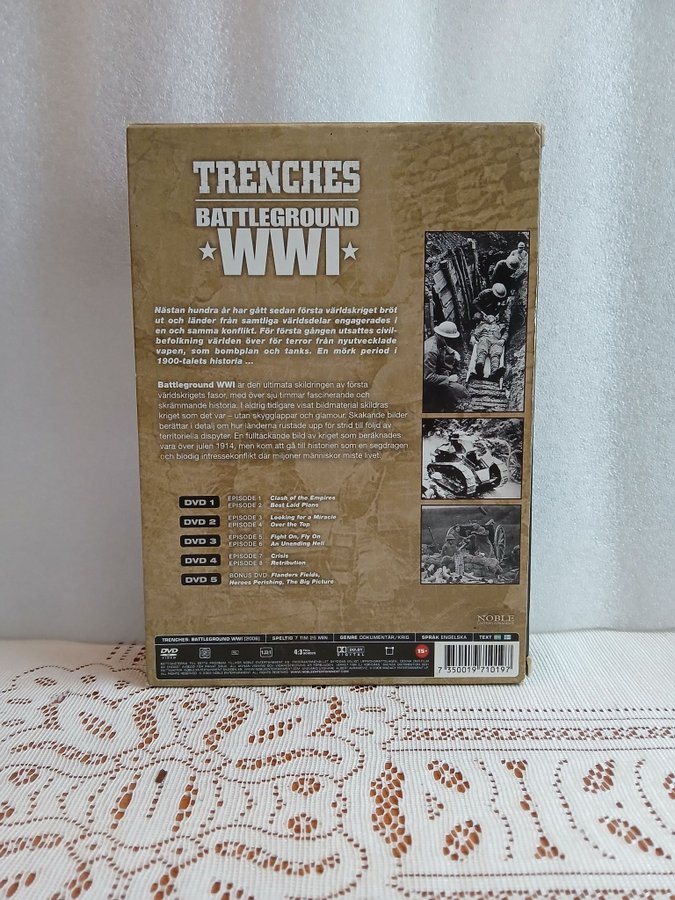 TRENCHES
BATTLEGROUND
WWI
Nästan hundra år har gått sedan första världskriget bröt
ut och länder från samtliga världsdelar engagerades i
en och samma konflikt. För första gången utsattes civil-
befolkning världen över för terror från nyutvecklade
vapen, som bombplan och tanks. En mörk period i
1900-talets historia ...
Battleground WWI är den ultimata skildringen av första
världskrigets fasor, med över sju timmar fascinerande och
skrämmande historia. I aldrig tidigare visat bildmaterial skildras
kriget som det var – utan skygglappar och glamour. Skakande bilder
berättar i detalj om hur länderna rustade upp för strid till följd av
territoriella dispyter. En fulltäckande bild av kriget som beräknades
vara över julen 1914, men kom att gå till historien som en segdragen
och blodig intressekonflikt där miljoner människor miste livet.
DVD 1 EPISODE 1 Clash of the Empires
EPISODE 2 Best Laid Plans
DVD 2 EPISODE 3 Looking for a Miracle
EPISODE 4 Over the Top
DVD 3 EPISODE 5 Fight On, Fly On
EPISODE 6 An Unending Hell
DVD 4 EPISODE 7 Crisis
EPISODE 8 Retribution
DVD 5 BONUS DVD Flanders Fields,
Heroes Perishing, The Big Picture
NOBLE
TRENCHES: BATTLEGROUND WWI [2005] SPELTID 7 TIM 25 MIN GENRE DOKUMENTÄR/KRIG SPRÅK ENGELSKA TEXT
DVD VIDEO 4:3 DOLBY DIGITAL 15+
7 350019 710197